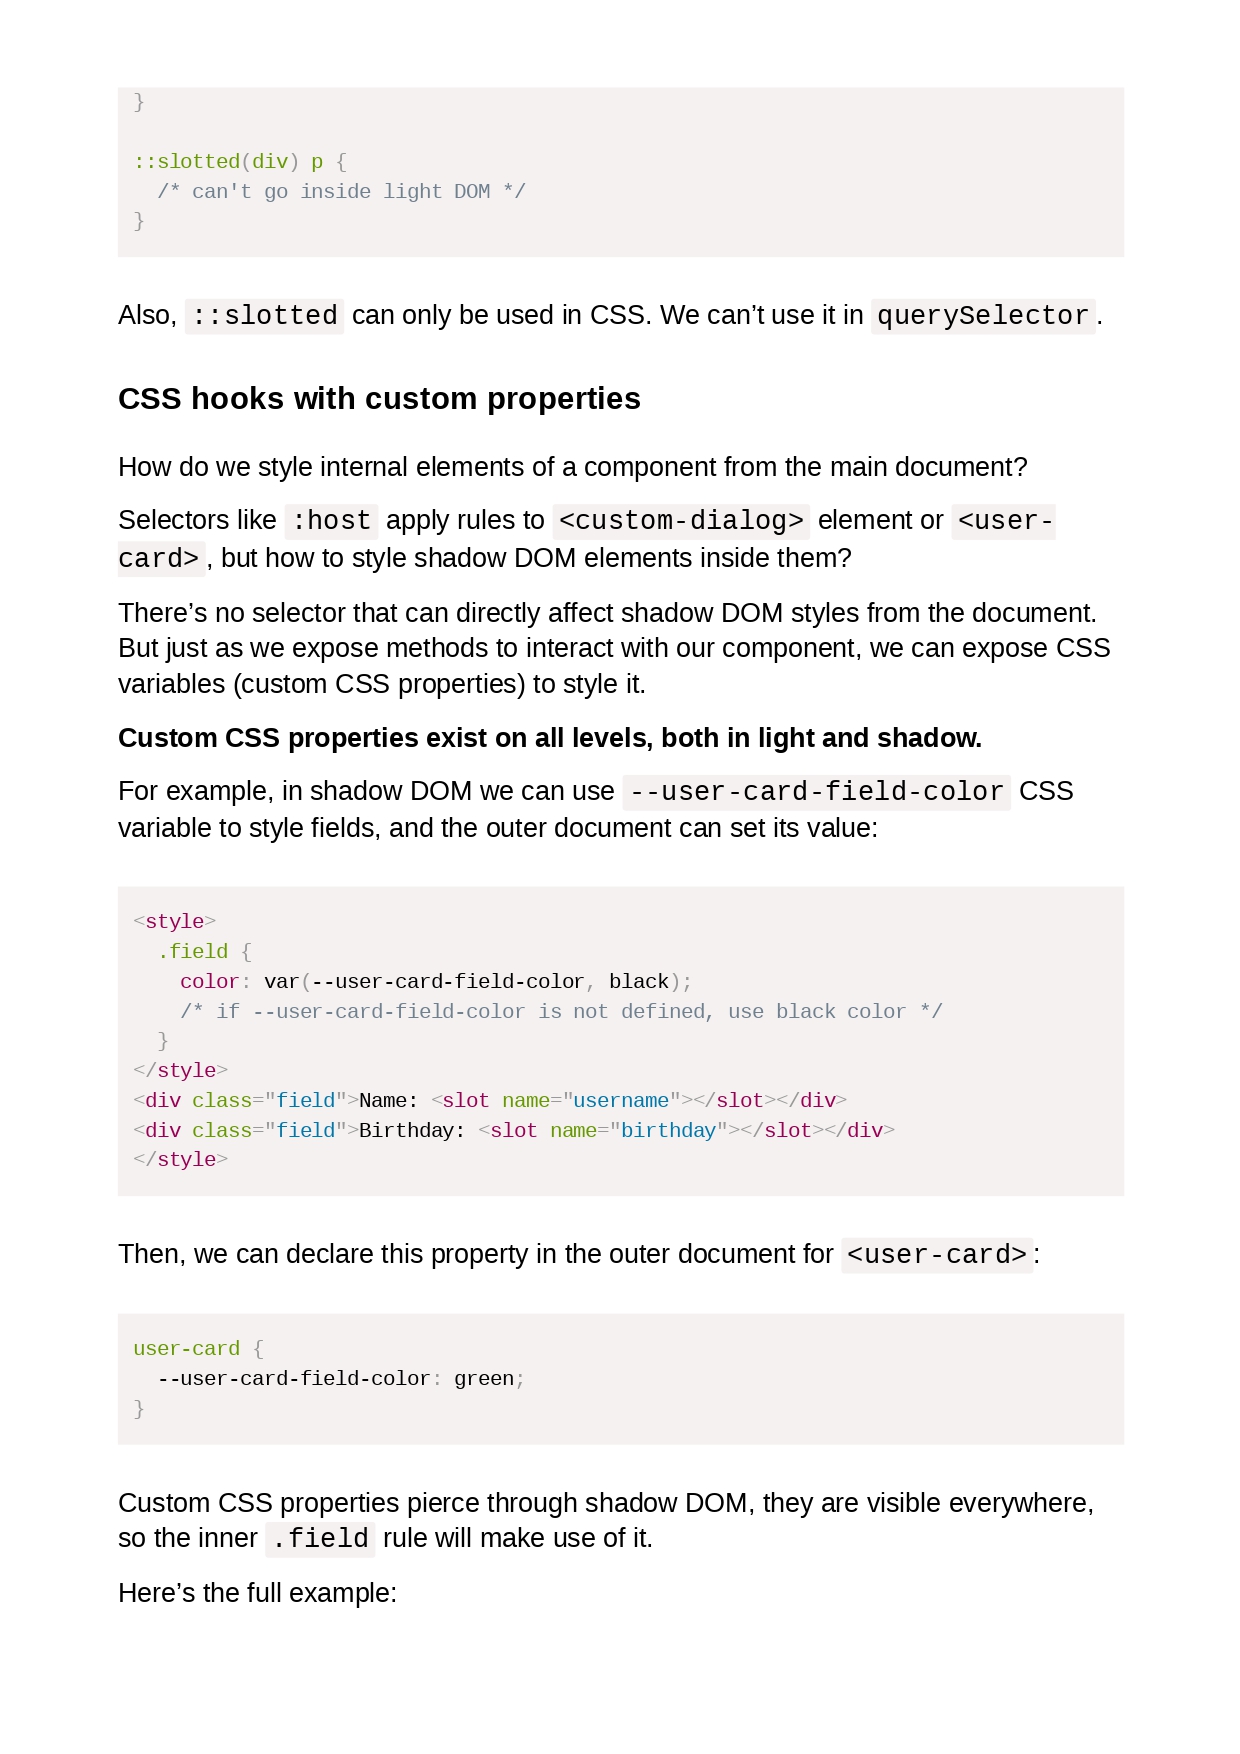 }

::slotted(div) p {
  /* can't go inside light DOM */
}

Also, ::slotted can only be used in CSS. We can’t use it in querySelector.

CSS hooks with custom properties

How do we style internal elements of a component from the main document?

Selectors like :host apply rules to <custom-dialog> element or <user-
card>, but how to style shadow DOM elements inside them?

There’s no selector that can directly affect shadow DOM styles from the document.
But just as we expose methods to interact with our component, we can expose CSS
variables (custom CSS properties) to style it.

Custom CSS properties exist on all levels, both in light and shadow.

For example, in shadow DOM we can use --user-card-field-color CSS
variable to style fields, and the outer document can set its value:

<style>
  .field {
    color: var(--user-card-field-color, black);
    /* if --user-card-field-color is not defined, use black color */
  }
</style>
<div class="field">Name: <slot name="username"></slot></div>
<div class="field">Birthday: <slot name="birthday"></slot></div>
</style>

Then, we can declare this property in the outer document for <user-card>:

user-card {
  --user-card-field-color: green;
}

Custom CSS properties pierce through shadow DOM, they are visible everywhere,
so the inner .field rule will make use of it.

Here’s the full example: